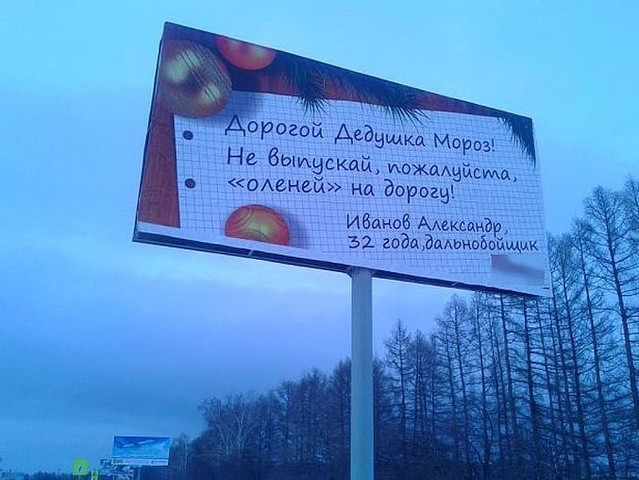 Дорогой Дедушка Мороз!
Не выпускай, пожалуйста,
«оленей» на дорогу!
Иванов Александр,
32 года, дальнобойщик